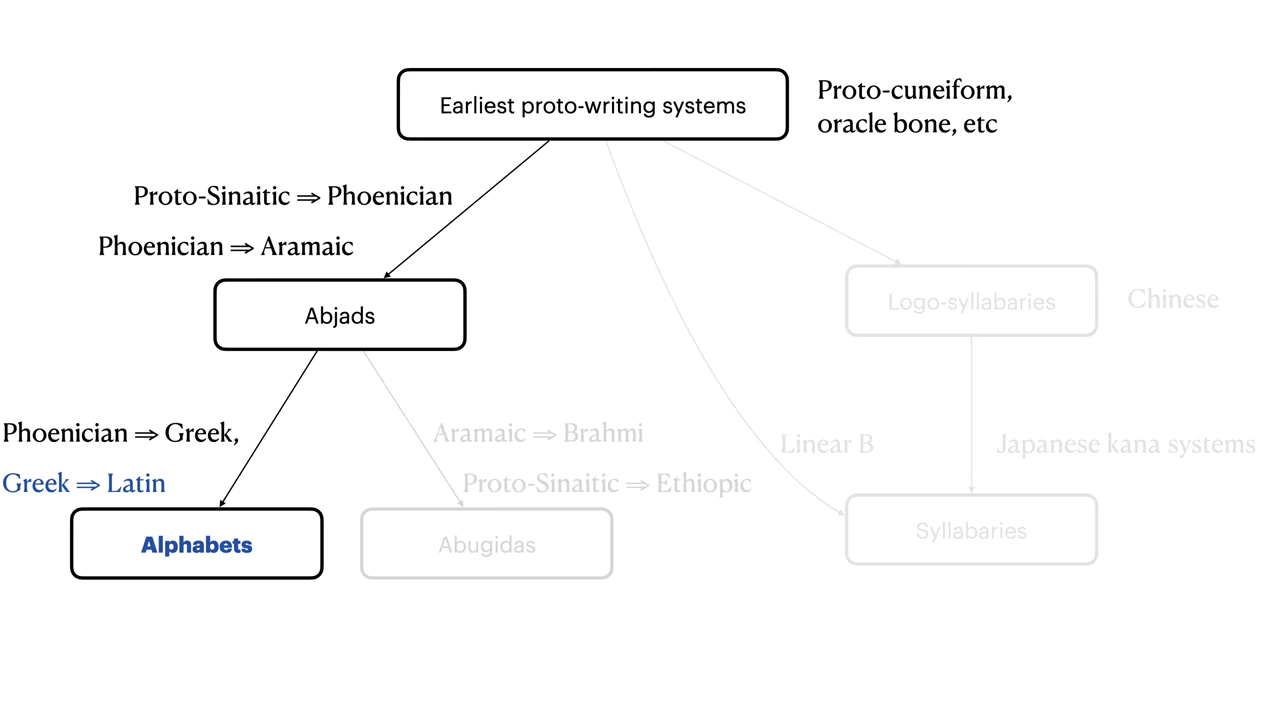 Earliest proto-writing systems
Proto-cuneiform,
oracle bone, etc
Proto-Sinaitic ⇒ Phoenician
Phoenician ⇒ Aramaic
Abjads
Logo-syllabaries
Chinese
Phoenician ⇒ Greek,
Greek ⇒ Latin
Aramaic ⇒ Brahmi
Proto-Sinaitic ⇒ Ethiopic
Linear B
Japanese kana systems
Alphabets
Abugidas
Syllabaries